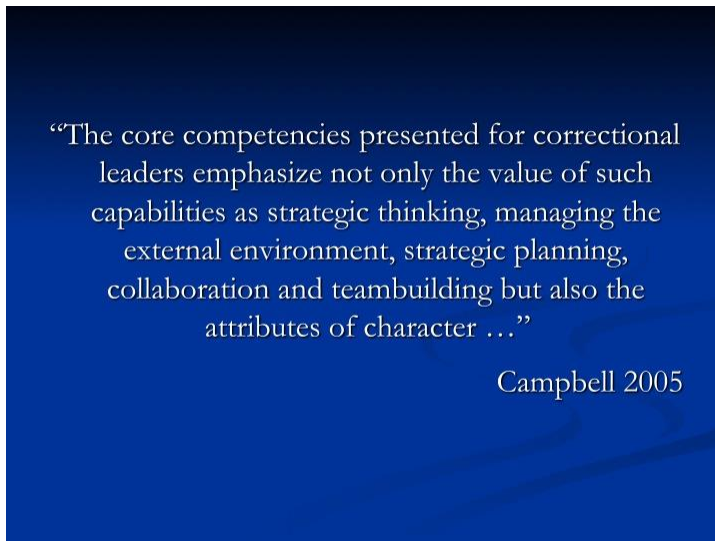 “The core competencies presented for correctional
leaders emphasize not only the value of such
capabilities as strategic thinking, managing the
external environment, strategic planning,
collaboration and teambuilding but also the
attributes of character …”
Campbell 2005